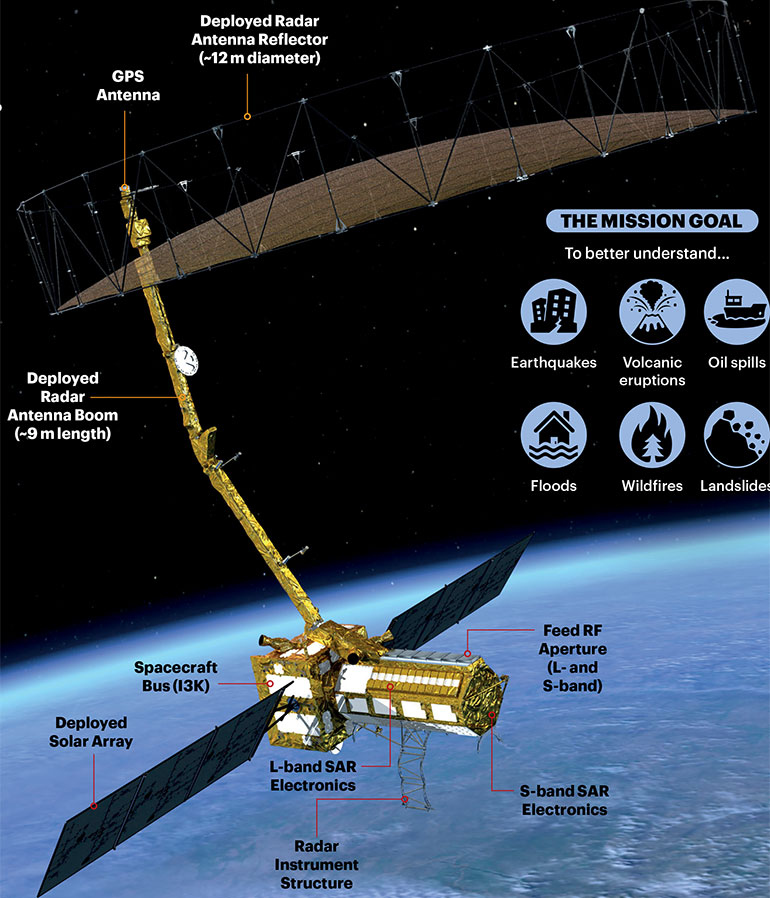 Deployed Radar
Antenna Reflector
(~12 m diameter)
GPS
Antenna
THE MISSION GOAL
To better understand...
Earthquakes
Volcanic
eruptions
Oil spills
Floods
Wildfires
Landslides
Deployed
Radar
Antenna Boom
(~9 m length)
Feed RF
Aperture
(L- and
S-band)
Spacecraft
Bus (I3K)
Deployed
Solar Array
L-band SAR
Electronics
S-band SAR
Electronics
Radar
Instrument
Structure